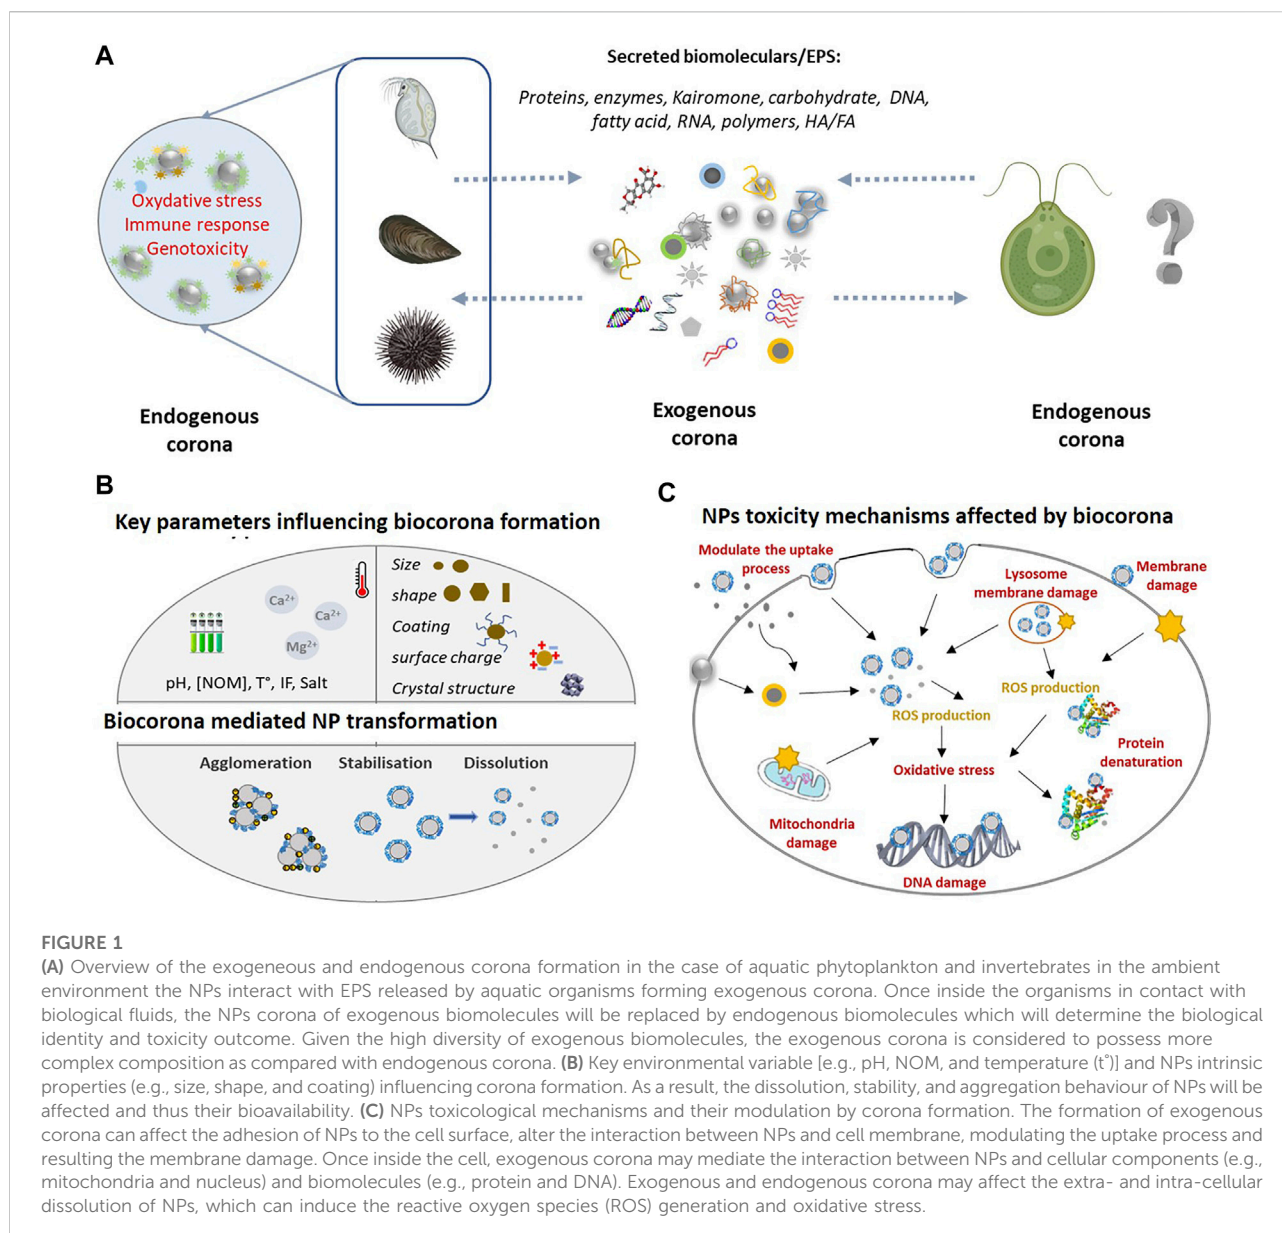 A
Secreted biomoleculars/EPS:
Proteins, enzymes, Kairomone, carbohydrate, DNA,
fatty acid, RNA, polymers, HA/FA
Oxydative stress
Immune response
Genotoxicity
Endogenous
corona
Exogenous
corona
Endogenous
corona
B
Key parameters influencing biocorona formation
Ca²⁺
Ca²⁺
Mg²⁺
pH, [NOM], T°, IF, Salt
Size
shape
Coating
surface charge
Crystal structure
Biocorona mediated NP transformation
Agglomeration
Stabilisation
Dissolution
C
NPs toxicity mechanisms affected by biocorona
Modulate the uptake
process
Lysosome
membrane damage
Membrane
damage
ROS production
ROS production
Protein
denaturation
Oxidative stress
Mitochondria
damage
DNA damage
FIGURE 1
(A) Overview of the exogeneous and endogenous corona formation in the case of aquatic phytoplankton and invertebrates in the ambient
environment the NPs interact with EPS released by aquatic organisms forming exogenous corona. Once inside the organisms in contact with
biological fluids, the NPs corona of exogenous biomolecules will be replaced by endogenous biomolecules which will determine the biological
identity and toxicity outcome. Given the high diversity of exogenous biomolecules, the exogenous corona is considered to possess more
complex composition as compared with endogenous corona. (B) Key environmental variable [e.g., pH, NOM, and temperature (t°)] and NPs intrinsic
properties (e.g., size, shape, and coating) influencing corona formation. As a result, the dissolution, stability, and aggregation behaviour of NPs will be
affected and thus their bioavailability. (C) NPs toxicological mechanisms and their modulation by corona formation. The formation of exogenous
corona can affect the adhesion of NPs to the cell surface, alter the interaction between NPs and cell membrane, modulating the uptake process and
resulting the membrane damage. Once inside the cell, exogenous corona may mediate the interaction between NPs and cellular components (e.g.,
mitochondria and nucleus) and biomolecules (e.g., protein and DNA). Exogenous and endogenous corona may affect the extra- and intra-cellular
dissolution of NPs, which can induce the reactive oxygen species (ROS) generation and oxidative stress.